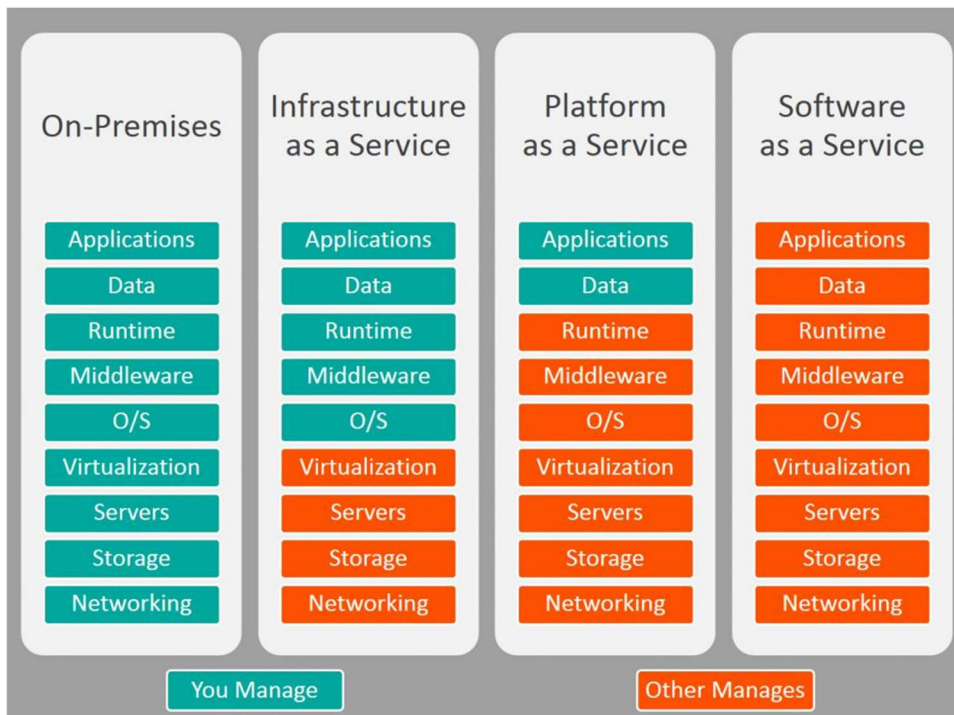 On-Premises
Applications
Data
Runtime
Middleware
O/S
Virtualization
Servers
Storage
Networking
Infrastructure
as a Service
Applications
Data
Runtime
Middleware
O/S
Virtualization
Servers
Storage
Networking
Platform
as a Service
Applications
Data
Runtime
Middleware
O/S
Virtualization
Servers
Storage
Networking
Software
as a Service
Applications
Data
Runtime
Middleware
O/S
Virtualization
Servers
Storage
Networking
You Manage
Other Manages